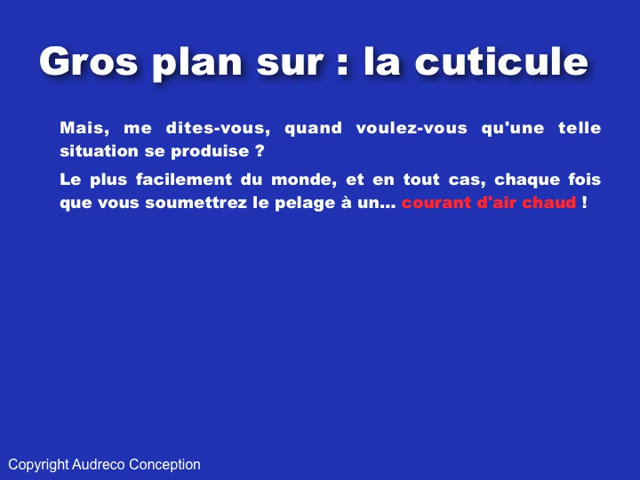 Gros plan sur : la cuticule
Mais, me dites-vous, quand voulez-vous qu'une telle
situation se produise ?
Le plus facilement du monde, et en tout cas, chaque fois
que vous soumettrez le pelage à un... courant d'air chaud !
Copyright Audreco Conception